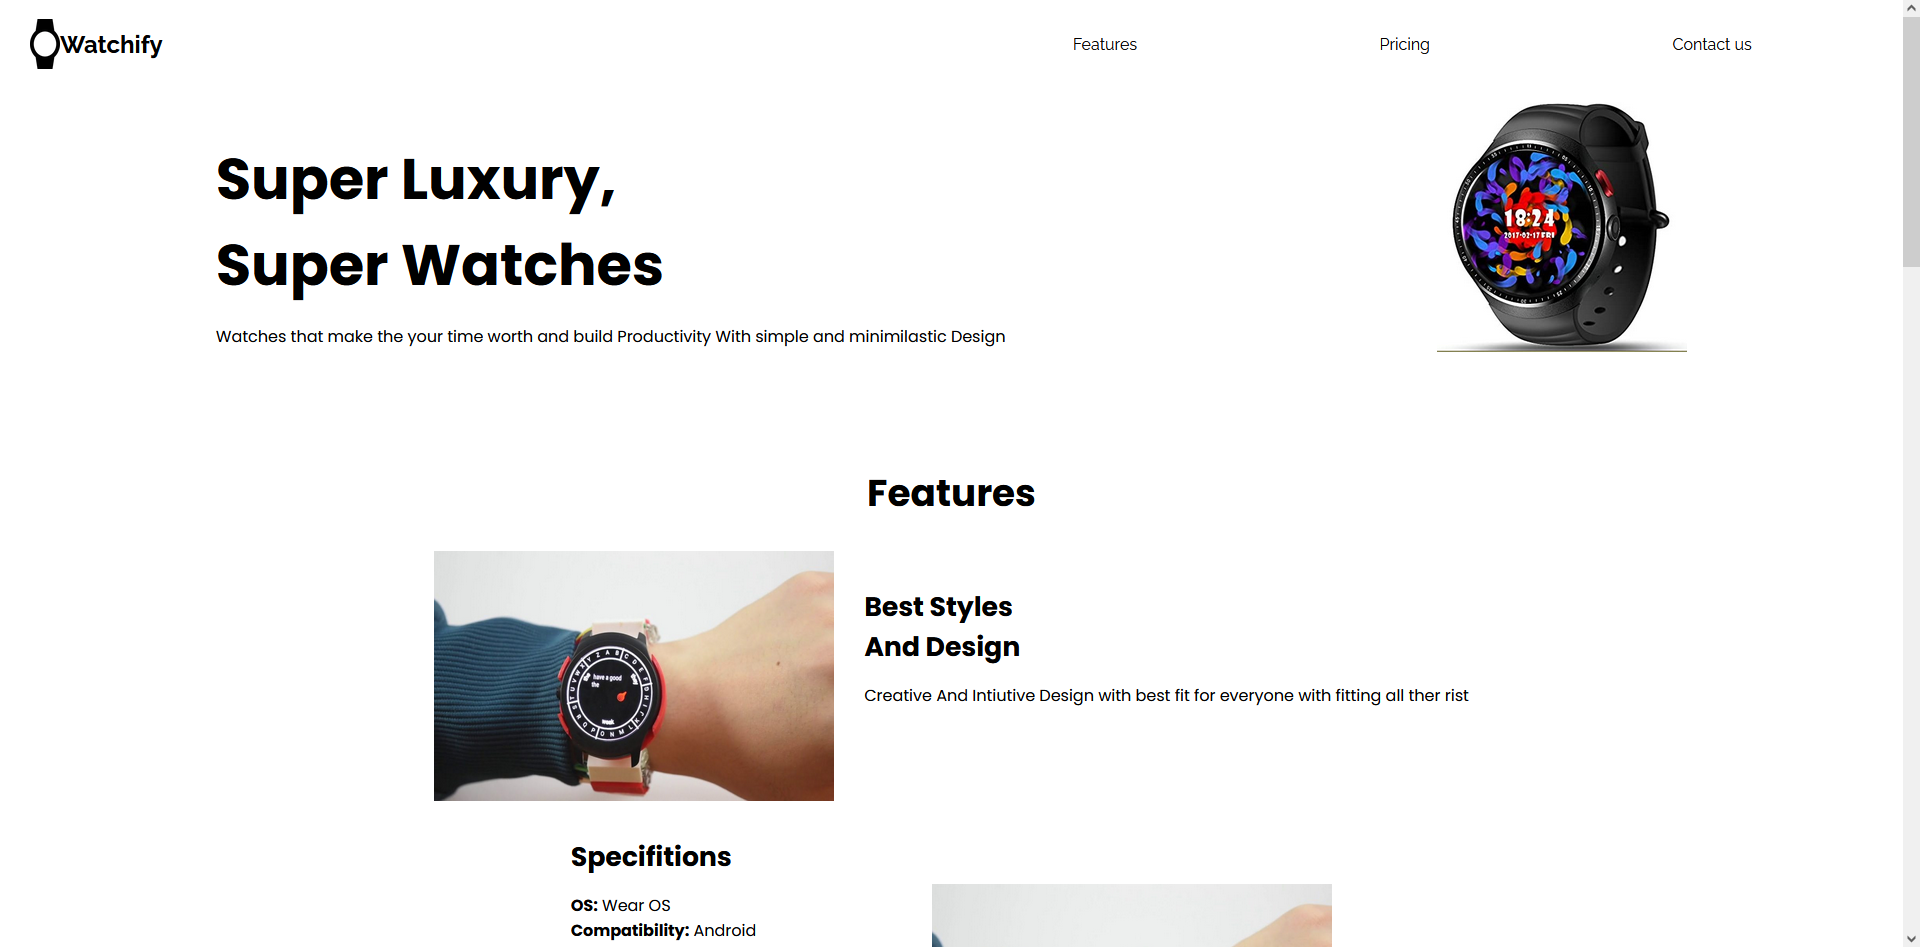 Watchify
Features
Pricing
Contact us
Super Luxury,
Super Watches
Watches that make the your time worth and build Productivity With simple and minimilastic Design
18:24
2017-02-17 FRI
Features
Best Styles
And Design
Creative And Intiutive Design with best fit for everyone with fitting all ther rist
have a good
the
week
Specifitions
OS: Wear OS
Compatibility: Android